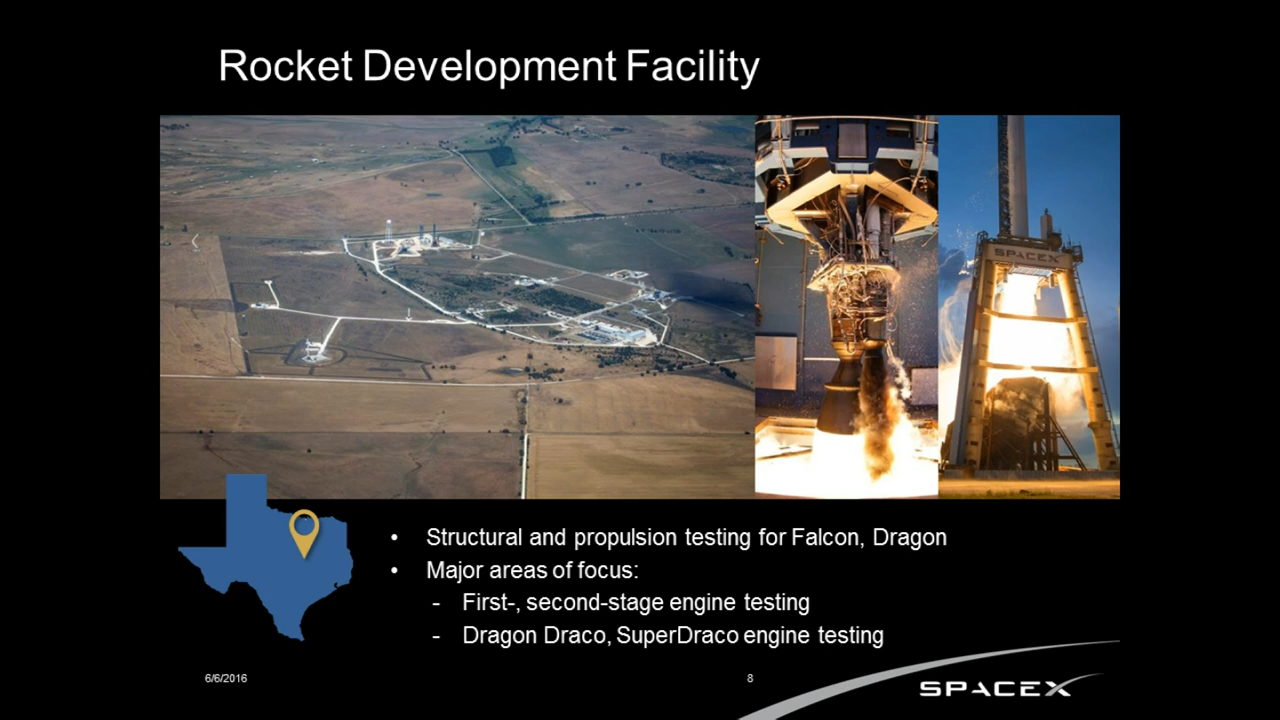 Rocket Development Facility
SPACEX
• Structural and propulsion testing for Falcon, Dragon
• Major areas of focus:
- First-, second-stage engine testing
- Dragon Draco, SuperDraco engine testing
6/6/2016
8
SPACEX